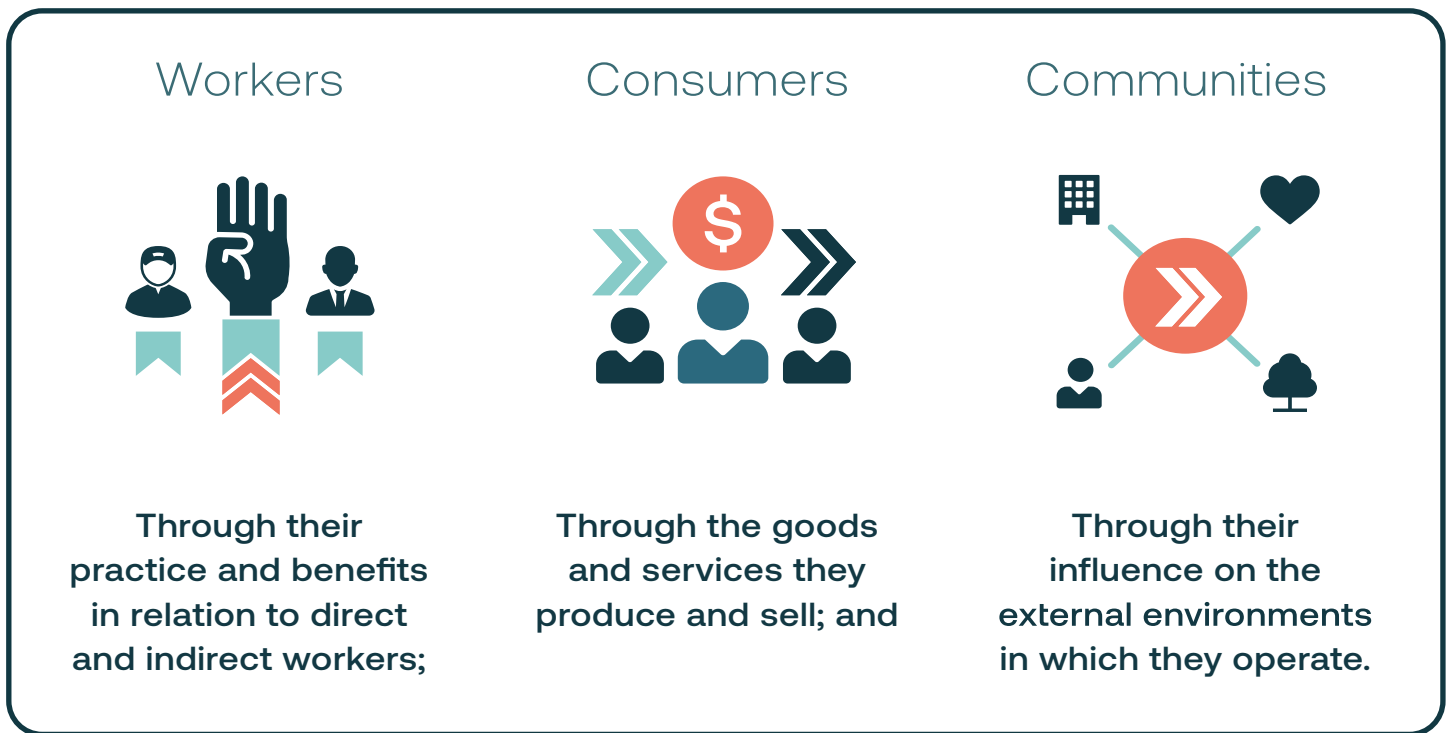 Workers
Through their
practice and benefits
in relation to direct
and indirect workers;
Consumers
$
Through the goods
and services they
produce and sell; and
Communities
Through their
influence on the
external environments
in which they operate.